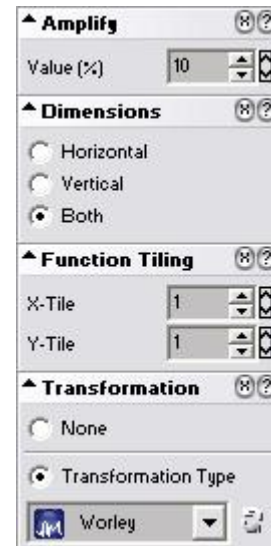 Amplify
Value (%) 10
Dimensions
Horizontal
Vertical
Both
Function Tiling
X-Tile 1
Y-Tile 1
Transformation
None
Transformation Type
Worley